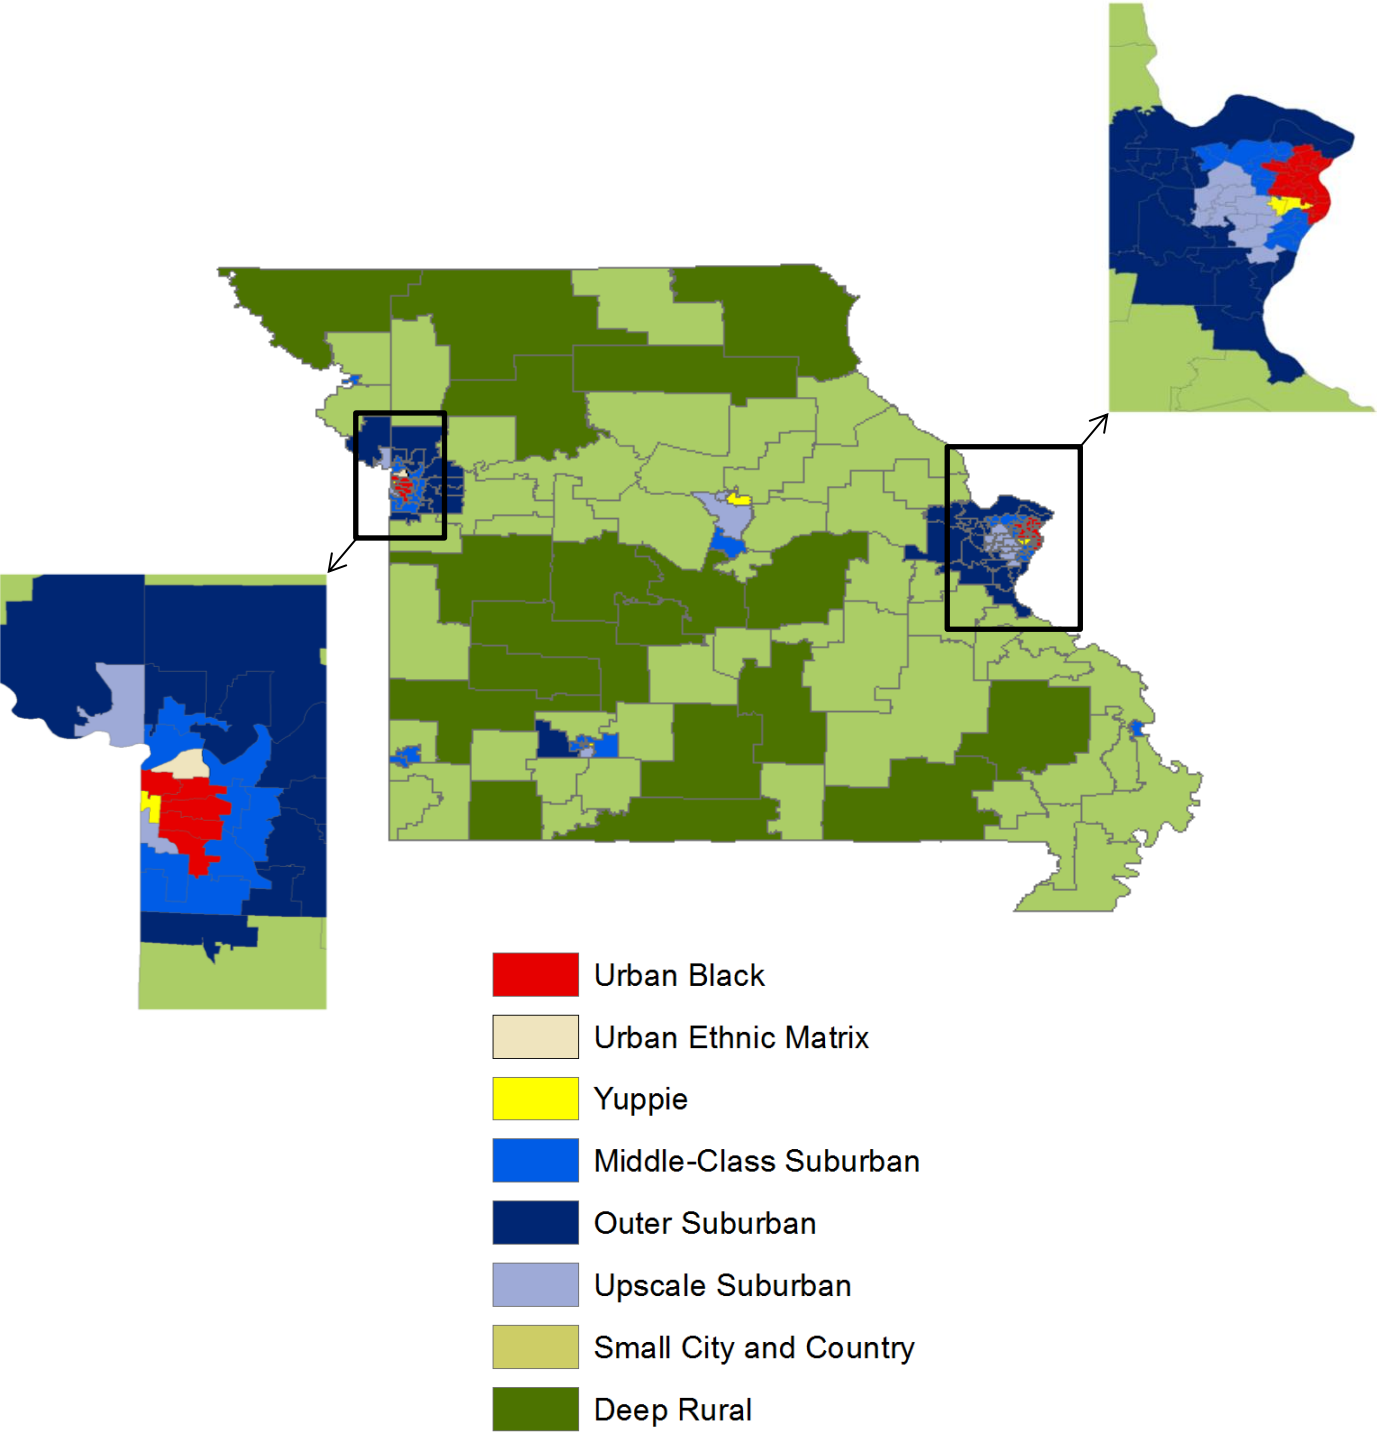 Urban Black
Urban Ethnic Matrix
Yuppie
Middle-Class Suburban
Outer Suburban
Upscale Suburban
Small City and Country
Deep Rural